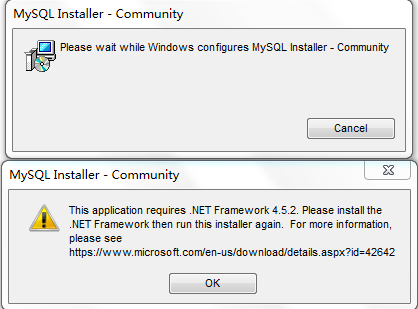 MySQL Installer - Community
Please wait while Windows configures MySQL Installer - Community
Cancel
MySQL Installer - Community
This application requires .NET Framework 4.5.2. Please install the
.NET Framework then run this installer again. For more information,
please see
https://www.microsoft.com/en-us/download/details.aspx?id=42642
OK